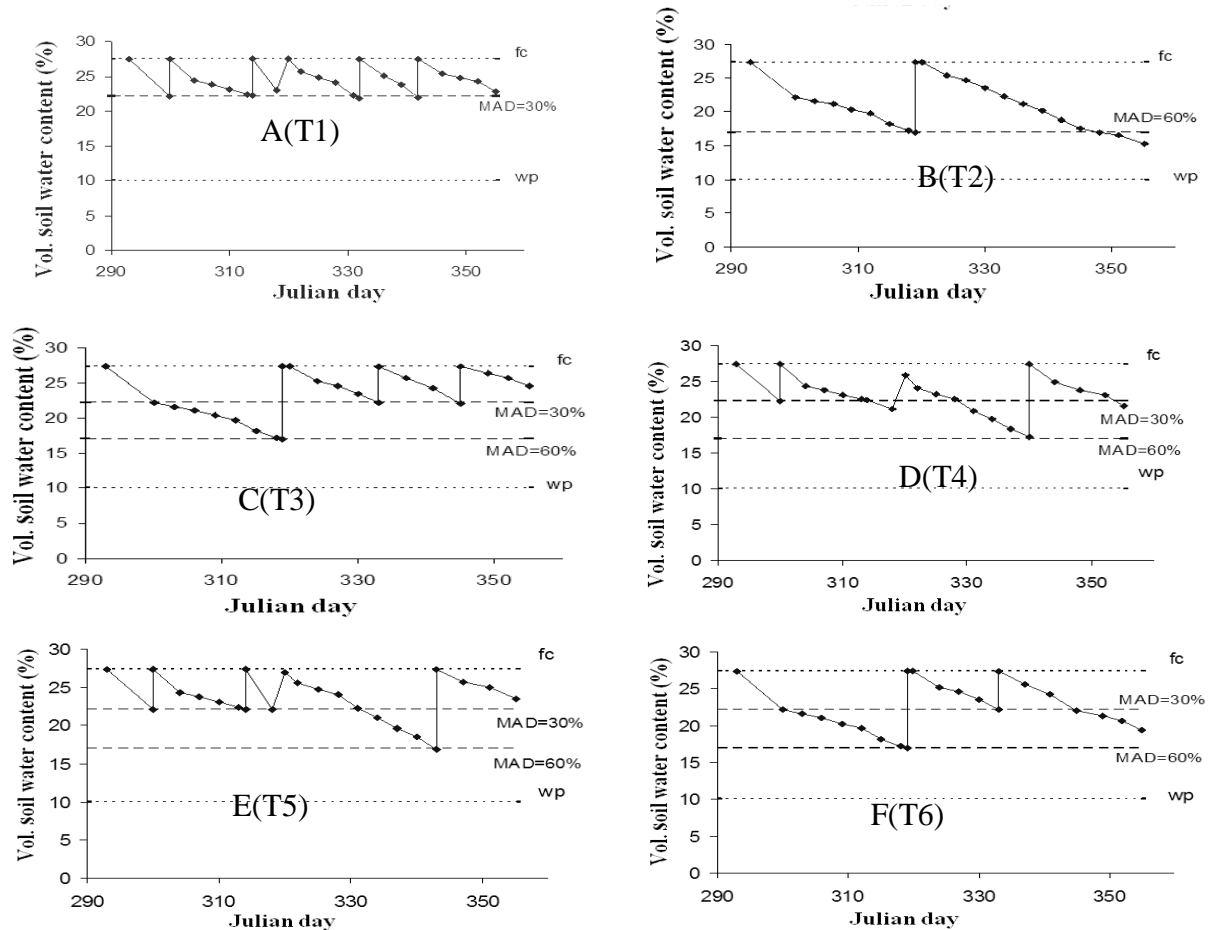 Vol. soil water content (%)
30
25
20
15
10
5
0
fc
MAD=30%
wp
A(T1)
290
310
330
350
Julian day
Vol. soil water content (%)
30
25
20
15
10
5
0
fc
MAD=60%
wp
B(T2)
290
310
330
350
Julian day
Vol. soil water content (%)
30
25
20
15
10
5
0
fc
MAD=30%
MAD=60%
wp
C(T3)
290
310
330
350
Julian day
Vol. soil water content (%)
30
25
20
15
10
5
0
fc
MAD=30%
MAD=60%
wp
D(T4)
290
310
330
350
Julian day
Vol. soil water content (%)
30
25
20
15
10
5
0
fc
MAD=30%
MAD=60%
wp
E(T5)
290
310
330
350
Julian day
Vol. soil water content (%)
30
25
20
15
10
5
0
fc
MAD=30%
MAD=60%
wp
F(T6)
290
310
330
350
Julian day